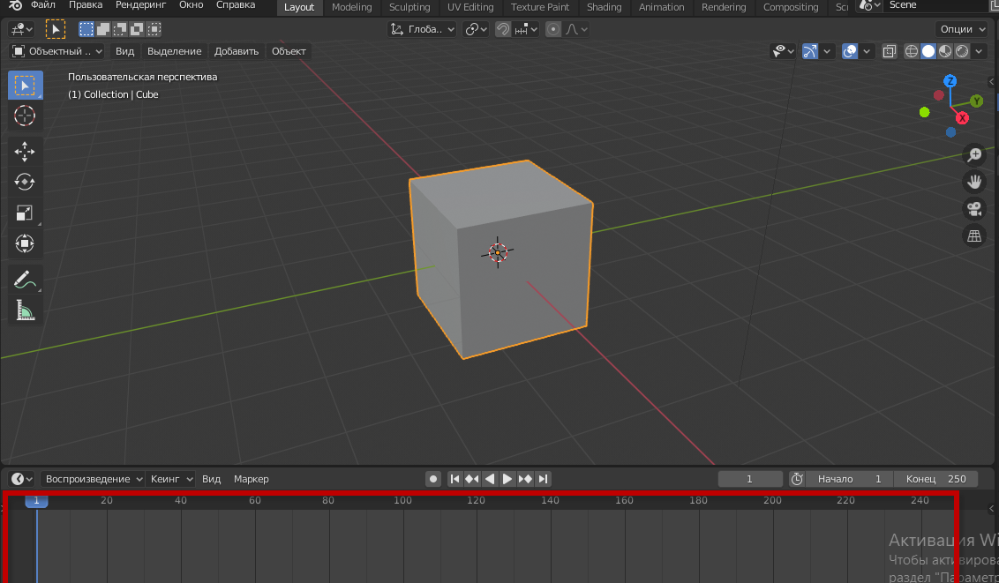 Файл Правка Рендеринг Окно Справка Layout Modeling Sculpting UV Editing Texture Paint Shading Animation Rendering Compositing Scene
Глоба.. Опции
Объектный .. Вид Выделение Добавить Объект
Пользовательская перспектива
(1) Collection | Cube
Z
Y
X
Воспроизведение Кеинг Вид Маркер 1 Начало 1 Конец 250
1 20 40 60 80 100 120 140 160 180 200 220 240
Активация Wi
Чтобы активирова
раздел "Параметр